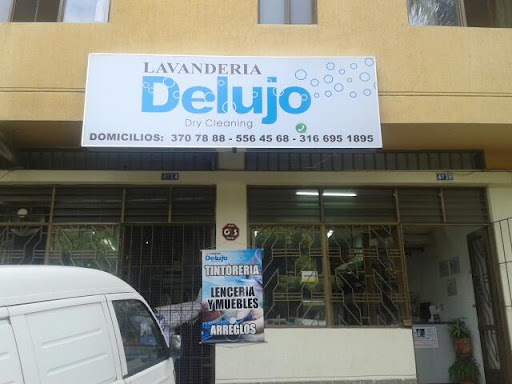 LAVANDERIA
Delujo
Dry Cleaning
DOMICILIOS: 370 78 88 - 556 45 68 - 316 695 1895
Delujo
TINTORERIA
LENCERIA
Y MUEBLES
ARREGLOS